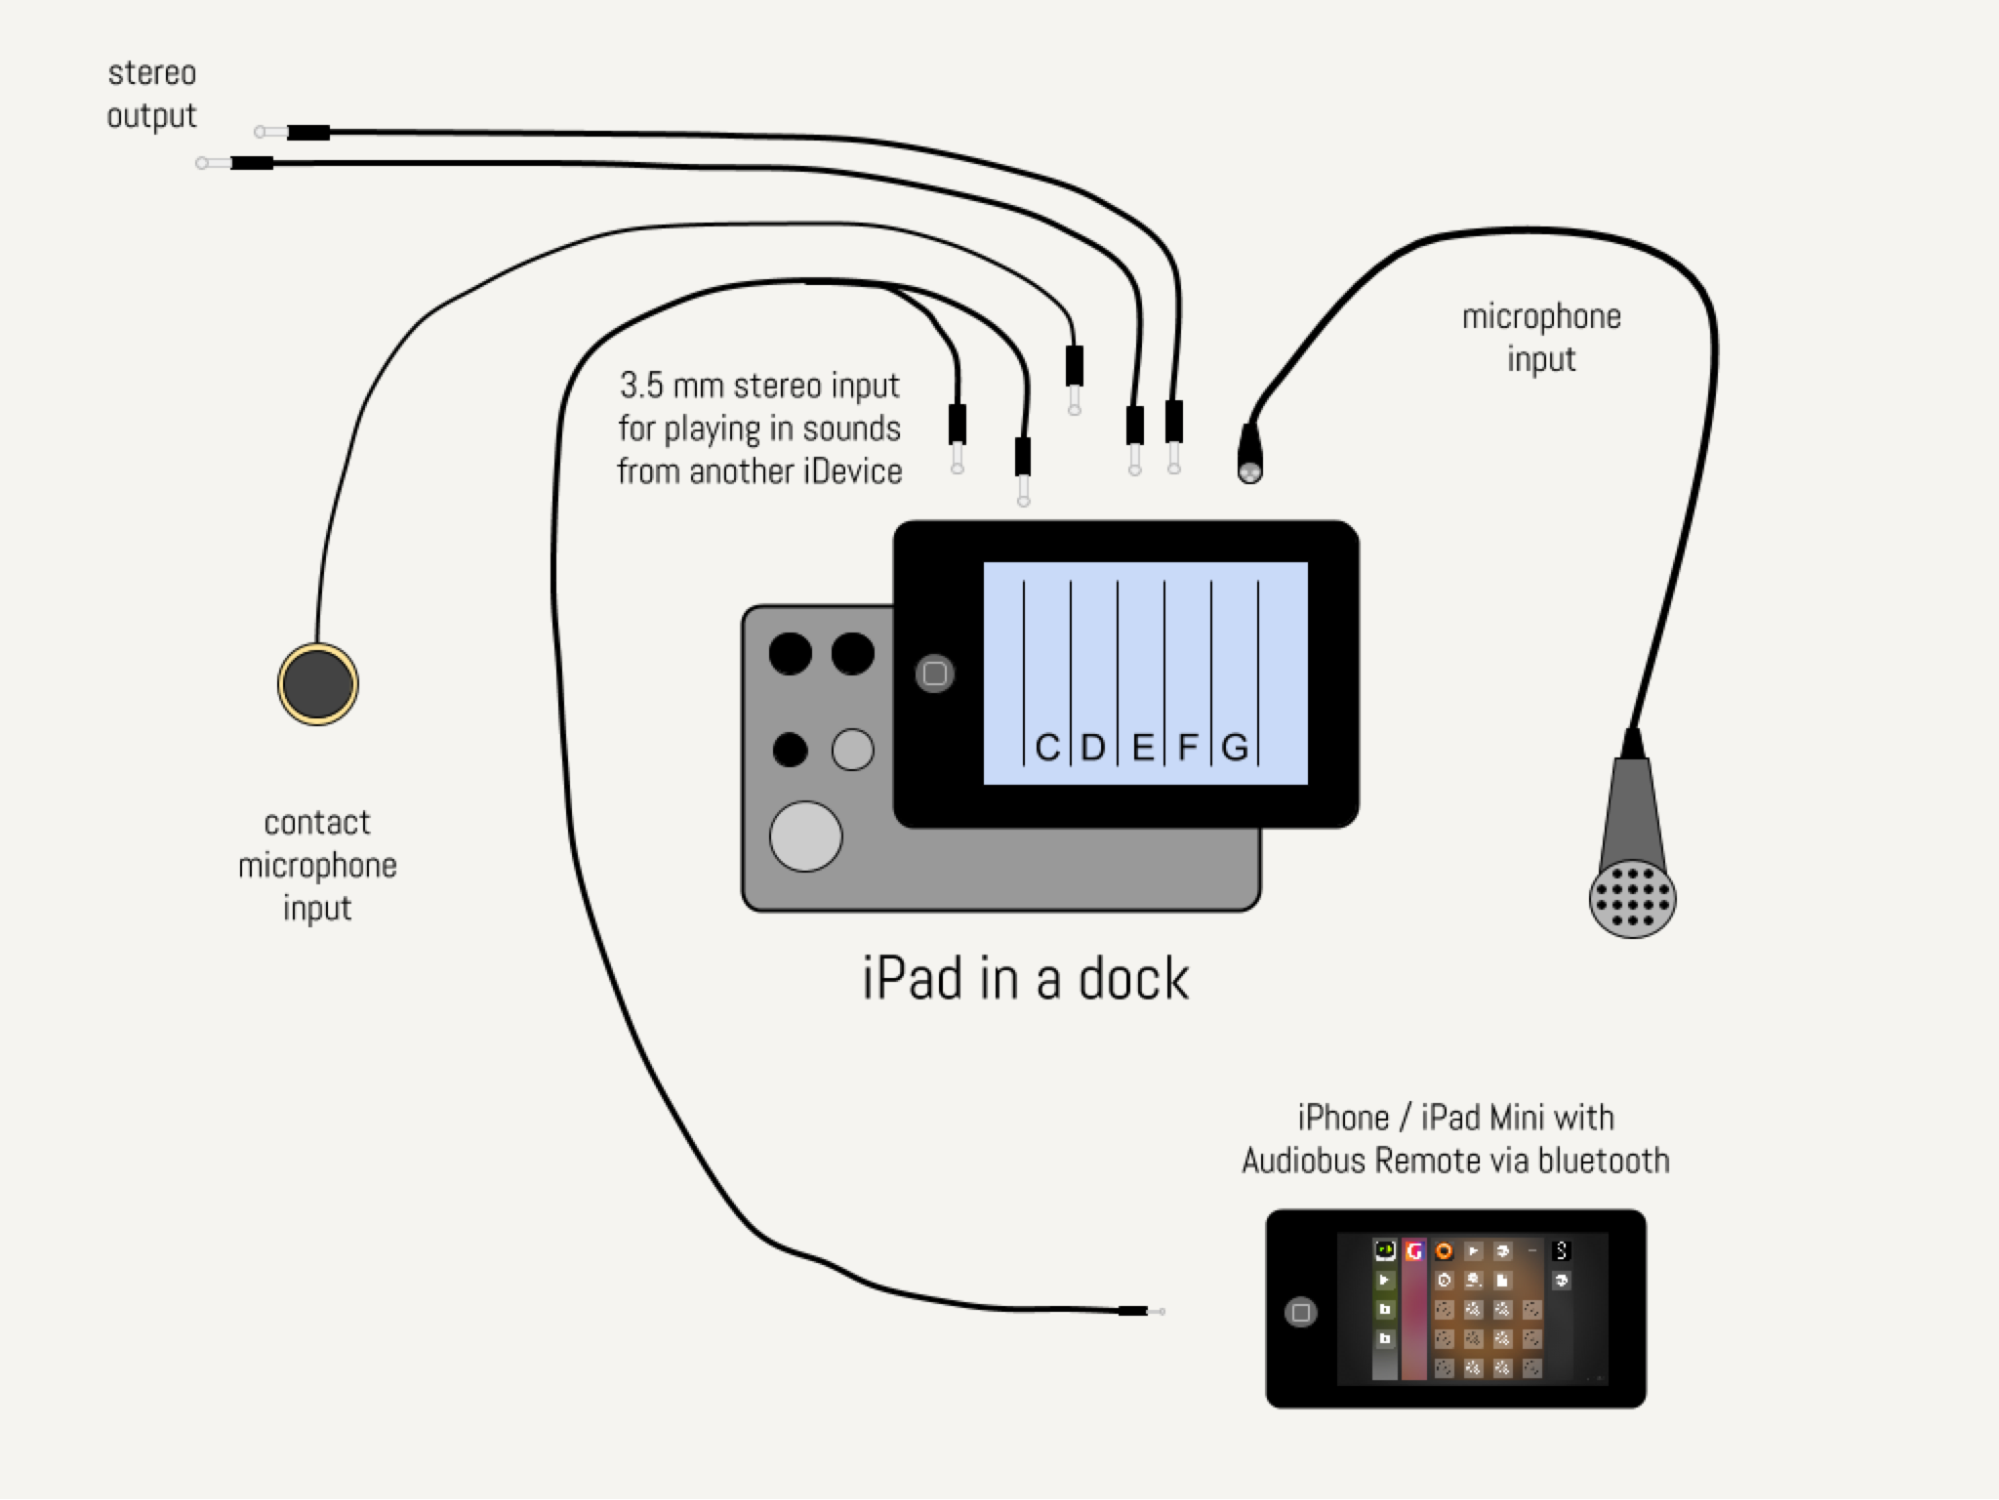 stereo
output
microphone
input
3.5 mm stereo input
for playing in sounds
from another iDevice
C D E F G
contact
microphone
input
iPad in a dock
iPhone / iPad Mini with
Audiobus Remote via bluetooth
G
S